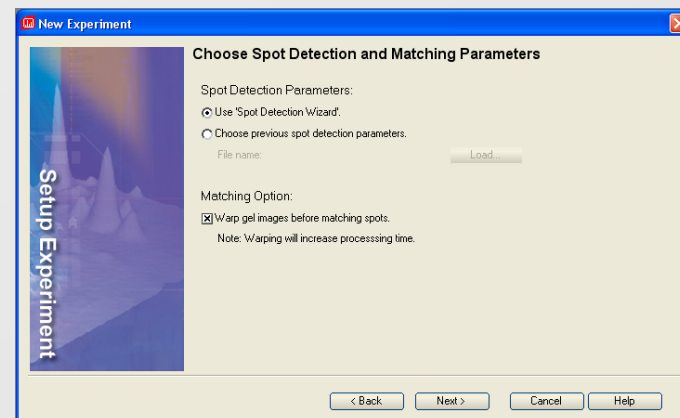 New Experiment
Setup Experiment
Choose Spot Detection and Matching Parameters
Spot Detection Parameters:
Use 'Spot Detection Wizard'.
Choose previous spot detection parameters.
File name: Load...
Matching Option:
Warp gel images before matching spots.
Note: Warping will increase processsing time.
< Back Next > Cancel Help